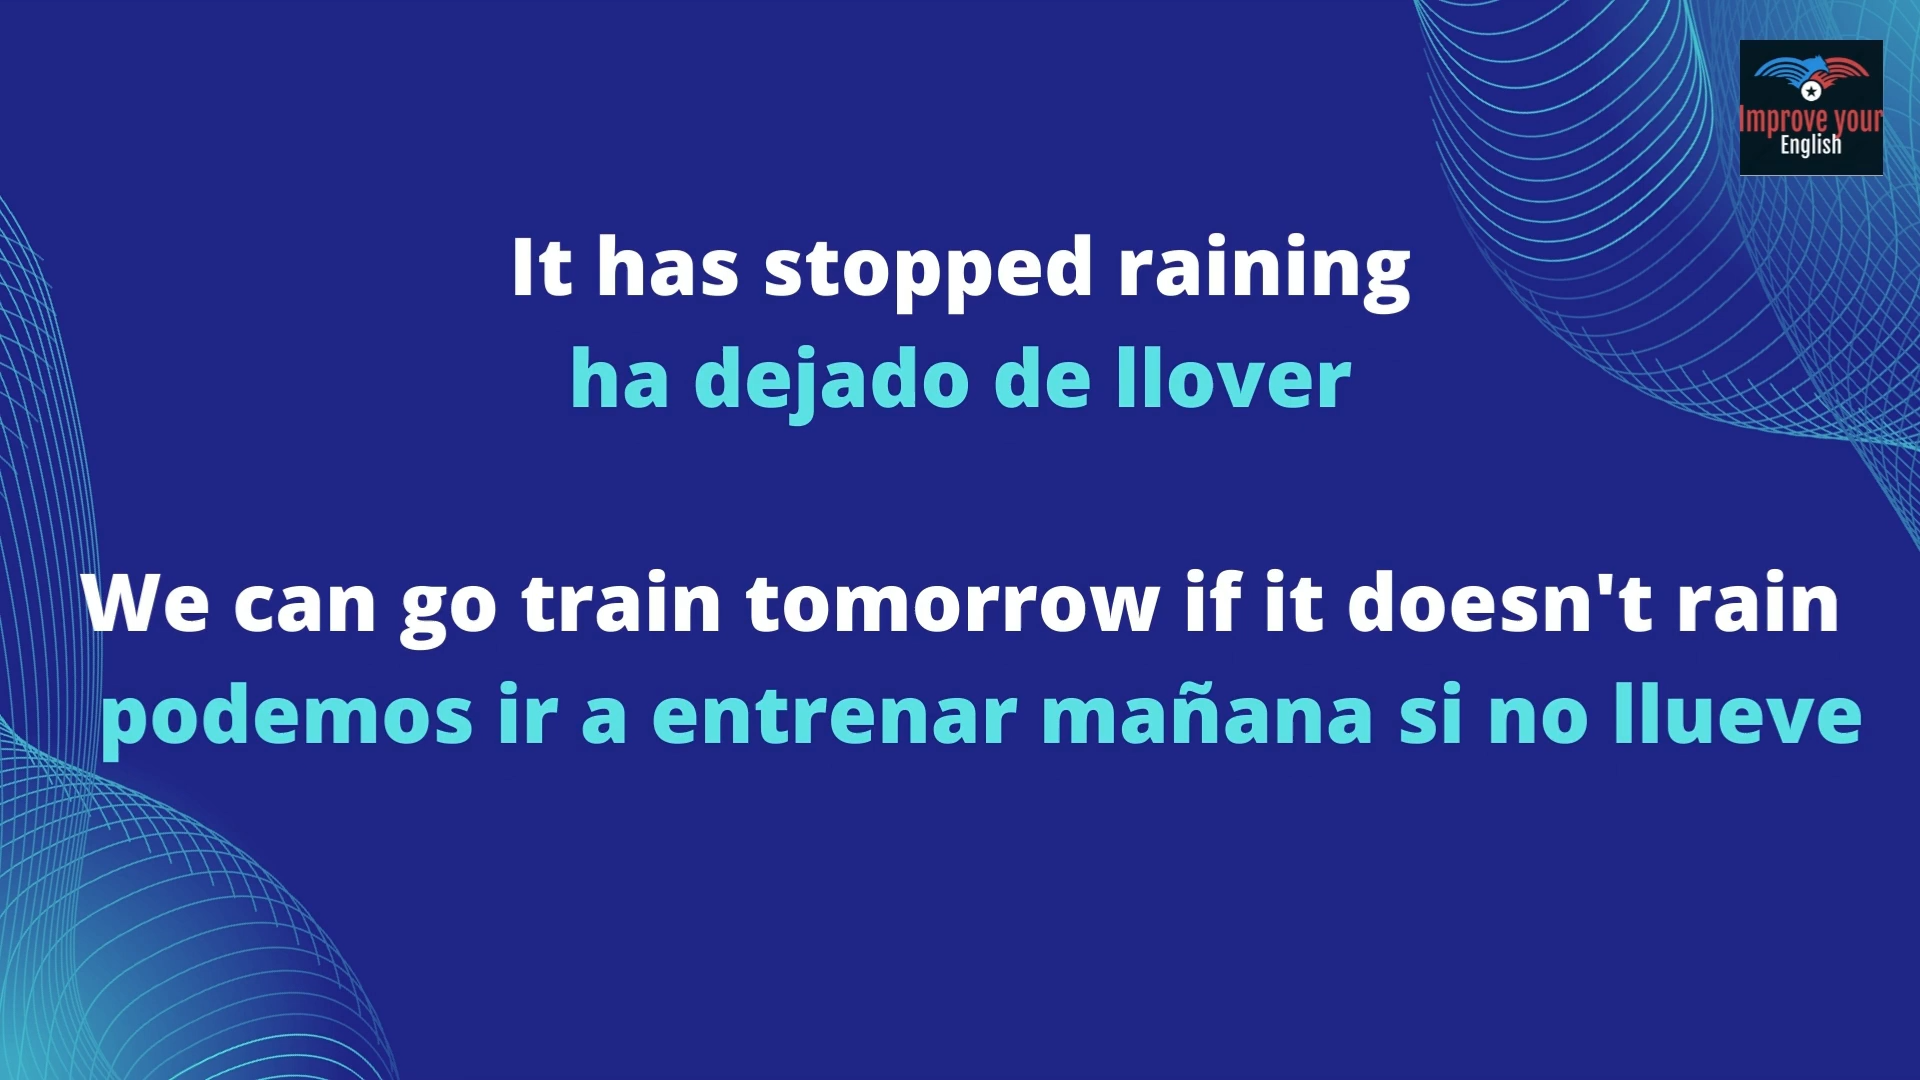 Improve your
English
It has stopped raining
ha dejado de llover
We can go train tomorrow if it doesn't rain
podemos ir a entrenar mañana si no llueve